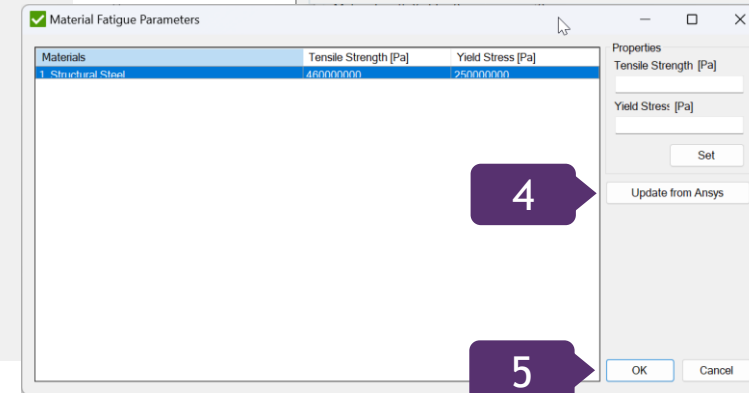 Material Fatigue Parameters
Materials Tensile Strength [Pa] Yield Stress [Pa]
1 Structural Steel 460000000 250000000
Properties
Tensile Strength [Pa]
Yield Stress [Pa]
Set
4
Update from Ansys
5
OK Cancel